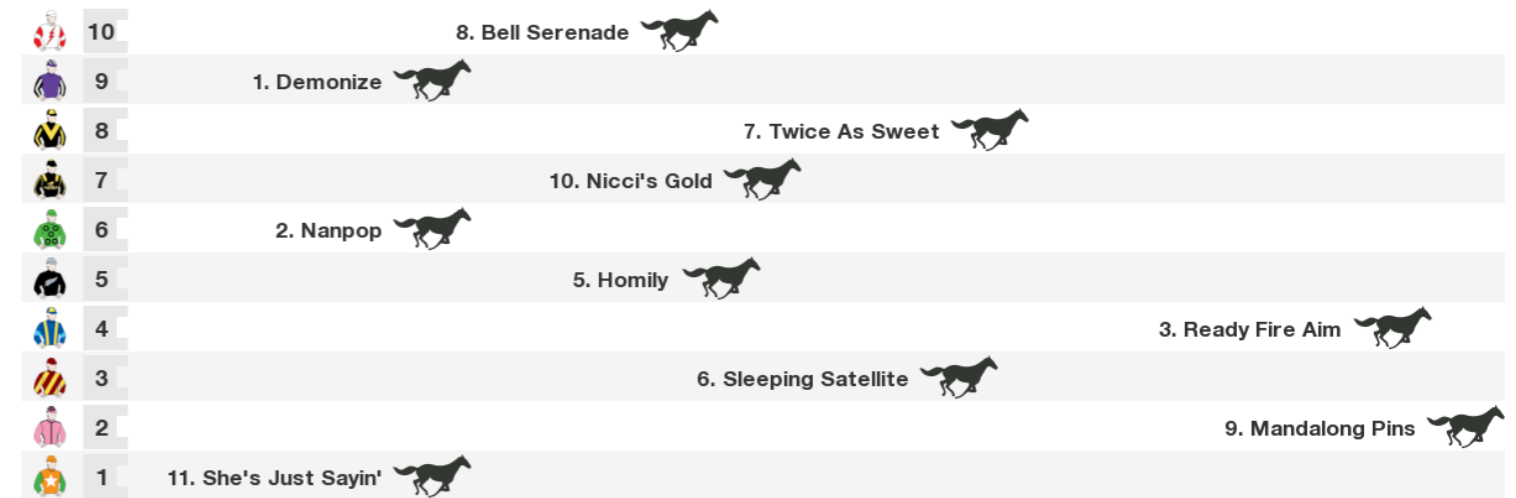 10 8. Bell Serenade
9 1. Demonize
8 7. Twice As Sweet
7 10. Nicci's Gold
6 2. Nanpop
5 5. Homily
4 3. Ready Fire Aim
3 6. Sleeping Satellite
2 9. Mandalong Pins
1 11. She's Just Sayin'